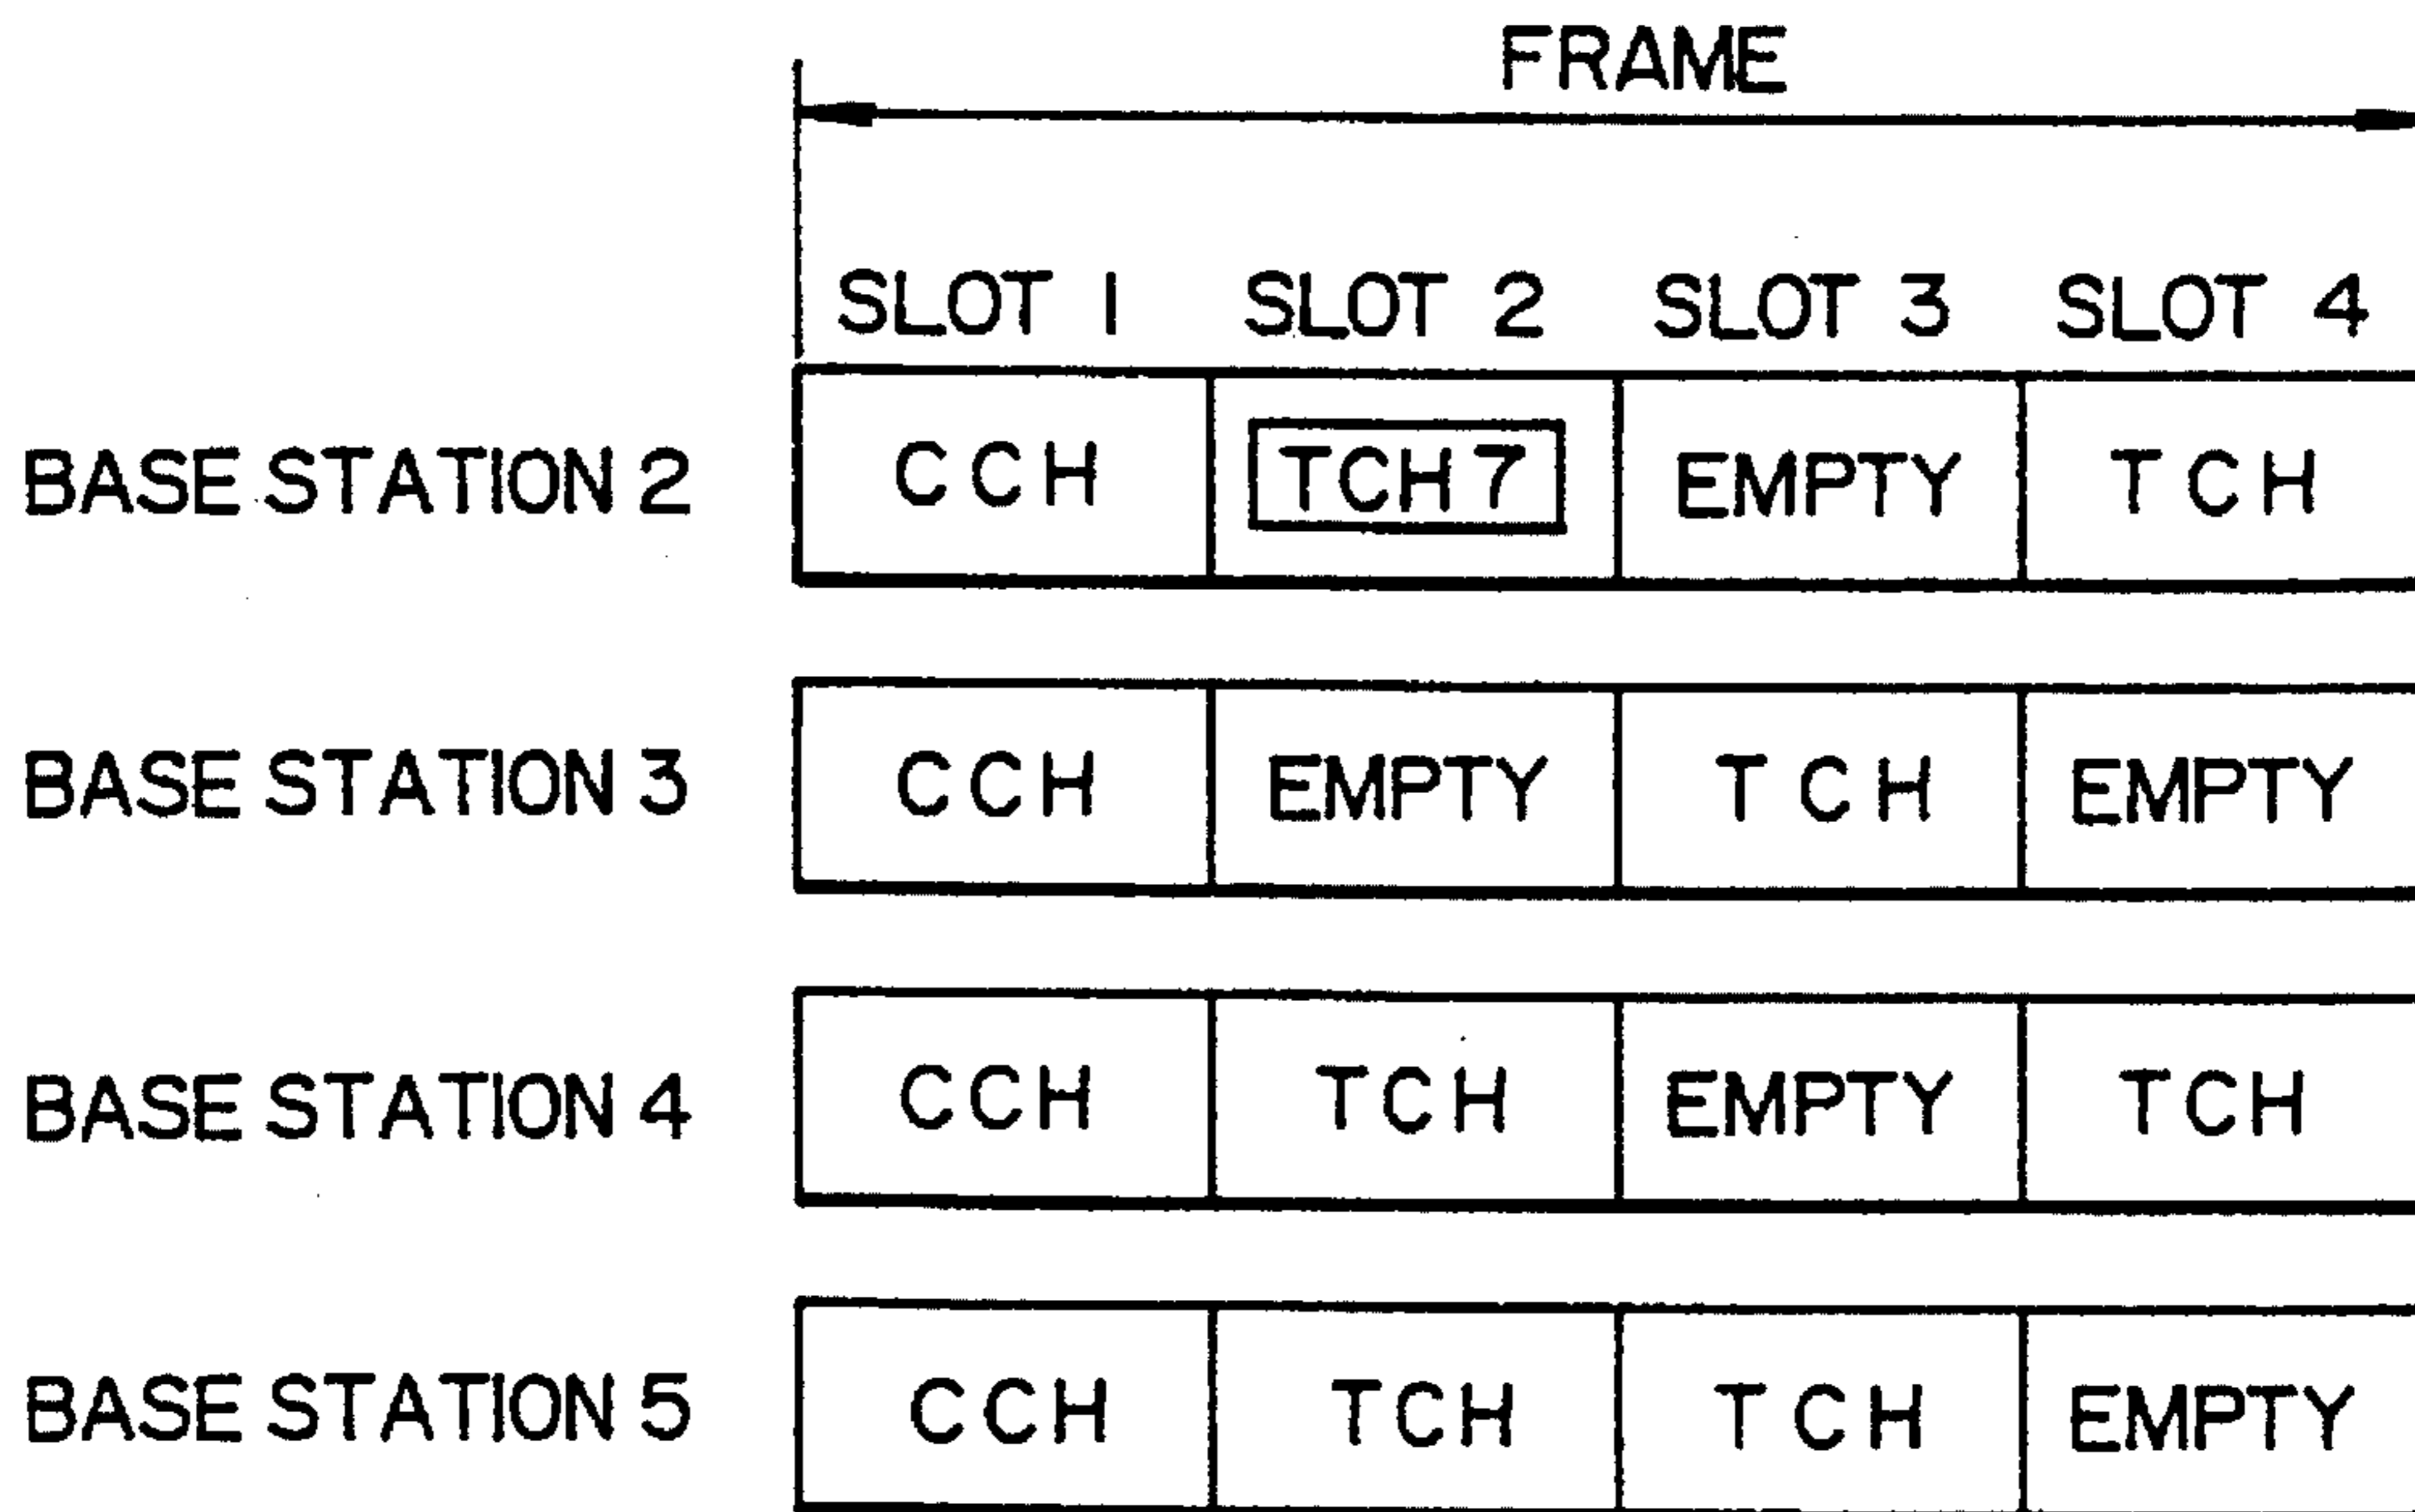 FRAME
SLOT 1 SLOT 2 SLOT 3 SLOT 4
BASE STATION 2 CCH TCH7 EMPTY TCH
BASE STATION 3 CCH EMPTY TCH EMPTY
BASE STATION 4 CCH TCH EMPTY TCH
BASE STATION 5 CCH TCH TCH EMPTY